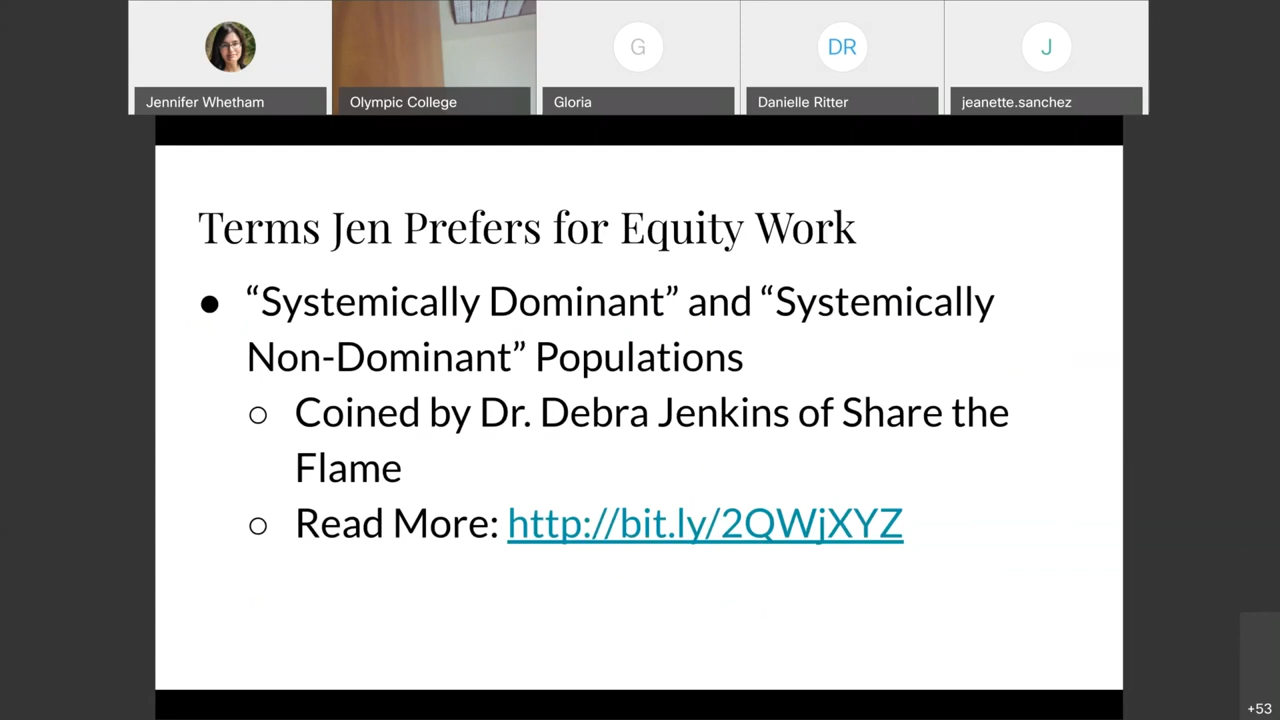 Jennifer Whetham
Olympic College
G
Gloria
DR
Danielle Ritter
J
jeanette.sanchez
Terms Jen Prefers for Equity Work
● “Systemically Dominant” and “Systemically
Non-Dominant” Populations
○ Coined by Dr. Debra Jenkins of Share the
Flame
○ Read More: http://bit.ly/2QWjXYZ
+53